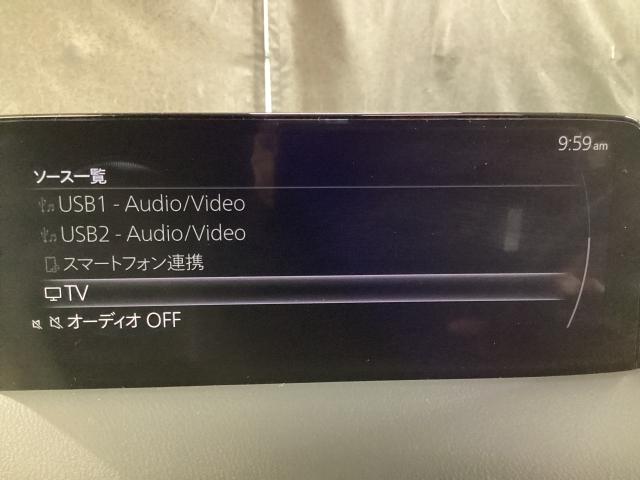 9:59am
ソース一覧
USB1 - Audio/Video
USB2 - Audio/Video
スマートフォン連携
TV
オーディオ OFF